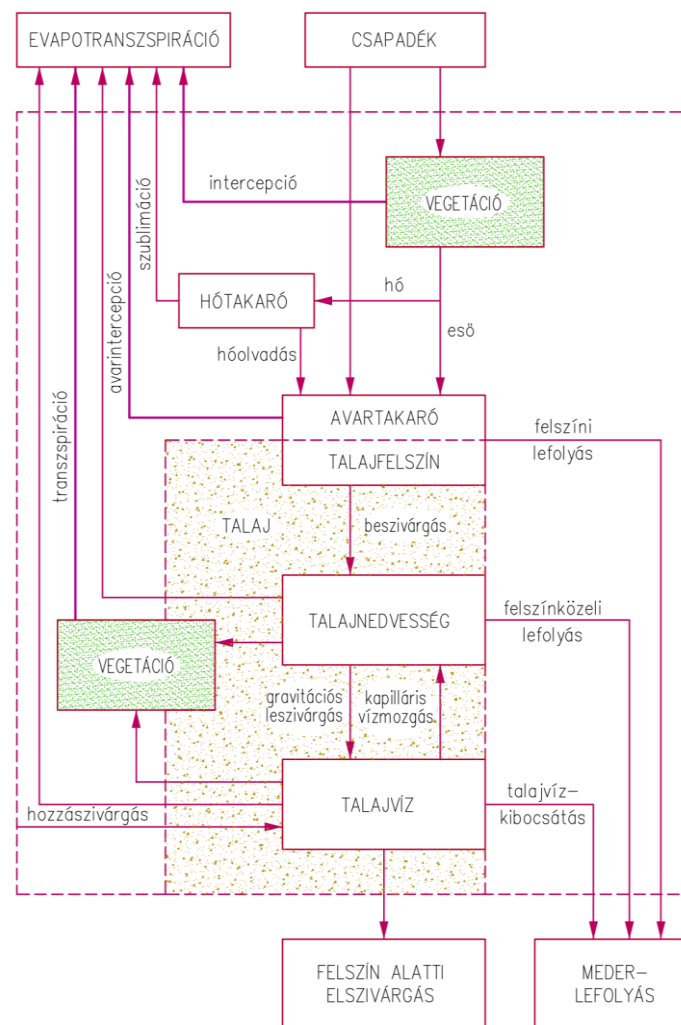 EVAPOTRANSZSPIRÁCIÓ
CSAPADÉK
intercepció
VEGETÁCIÓ
szublimáció
HÓTAKARÓ
hó
esö
hóolvadás
avarintercepció
transzspiráció
AVARTAKARÓ
TALAJFELSZÍN
felszíni
lefolyás
TALAJ
beszivárgás
TALAJNEDVESSÉG
felszínközeli
lefolyás
VEGETÁCIÓ
gravitációs
leszivárgás
kapilláris
vízmozgás
TALAJVÍZ
talajvíz-
kibocsátás
hozzászivárgás
FELSZÍN ALATTI
ELSZIVÁRGÁS
MEDER-
LEFOLYÁS